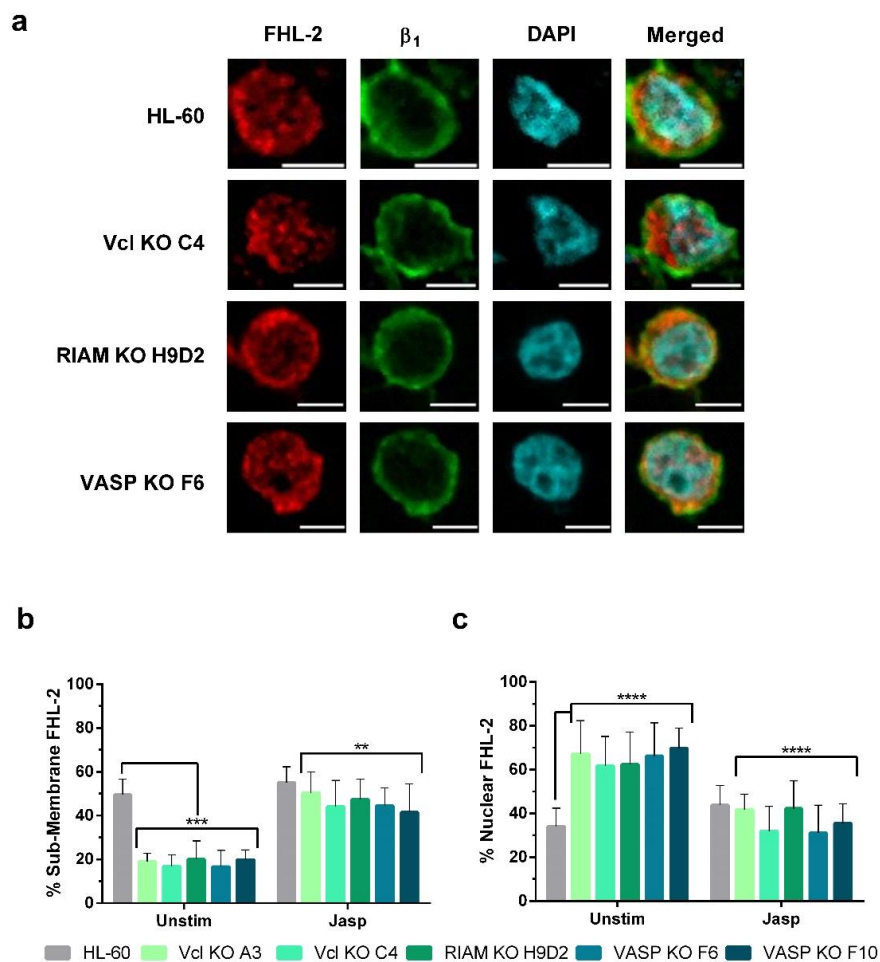 a
FHL-2 β1 DAPI Merged
HL-60
Vcl KO C4
RIAM KO H9D2
VASP KO F6
b
% Sub-Membrane FHL-2
100
80
60
40
20
0
***
**
Unstim Jasp
c
% Nuclear FHL-2
100
80
60
40
20
0
****
****
Unstim Jasp
HL-60 Vcl KO A3 Vcl KO C4 RIAM KO H9D2 VASP KO F6 VASP KO F10